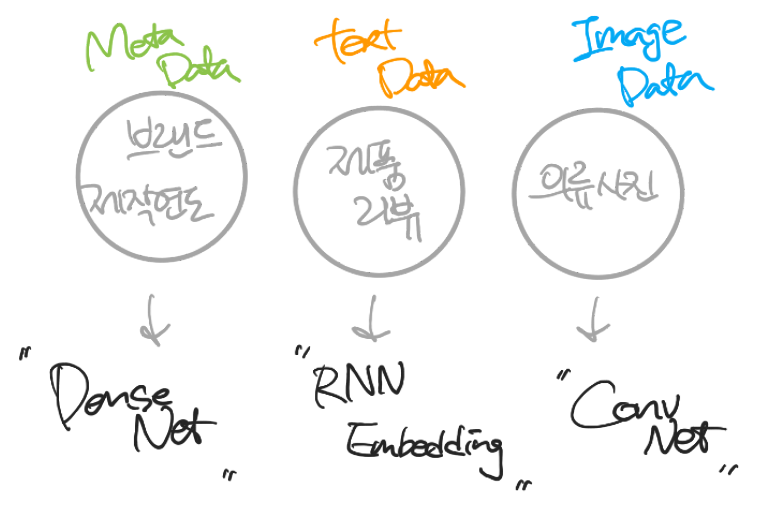 Meta
Data
브랜드
제작연도
"Dense
Net"
text
Data
제품
리뷰
"RNN
Embedding"
Image
Data
의류사진
"Conv
Net"